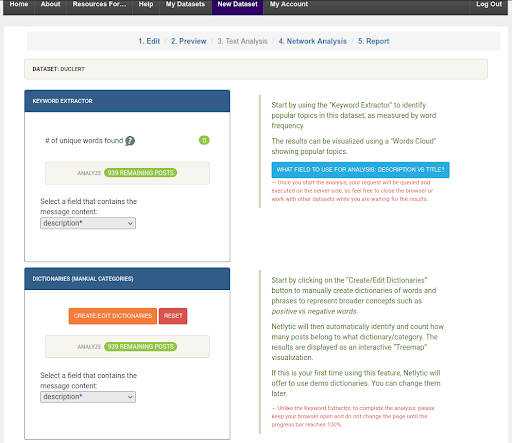 Home About Resources For... Help My Datasets New Dataset My Account Log Out
1. Edit / 2. Preview / 3. Text Analysis / 4. Network Analysis / 5. Report
DATASET: DUCLERT
KEYWORD EXTRACTOR
# of unique words found ? 0
ANALYZE 939 REMAINING POSTS
Select a field that contains the
message content:
description*
Start by using the "Keyword Extractor" to identify
popular topics in this dataset, as measured by word
frequency.
The results can be visualized using a "Words Cloud"
showing popular topics.
WHAT FIELD TO USE FOR ANALYSIS: DESCRIPTION VS TITLE?
— Once you start the analysis, your request will be queued and
executed on the server-side, so feel free to close the browser or
work with other datasets while you are waiting for the results.
DICTIONARIES (MANUAL CATEGORIES)
CREATE/EDIT DICTIONARIES RESET
ANALYZE 939 REMAINING POSTS
Select a field that contains the
message content:
description*
Start by clicking on the "Create/Edit Dictionaries"
button to manually create dictionaries of words and
phrases to represent broader concepts such as
positive vs negative words.
Netlytic will then automatically identify and count how
many posts belong to what dictionary/category. The
results are displayed as an interactive "Treemap"
visualization.
If this is your first time using this feature, Netlytic will
offer to use demo dictionaries. You can change them
later.
— Unlike the Keyword Extractor, to complete the analysis, please
keep your browser open and do not change the page until the
progress bar reaches 100%.